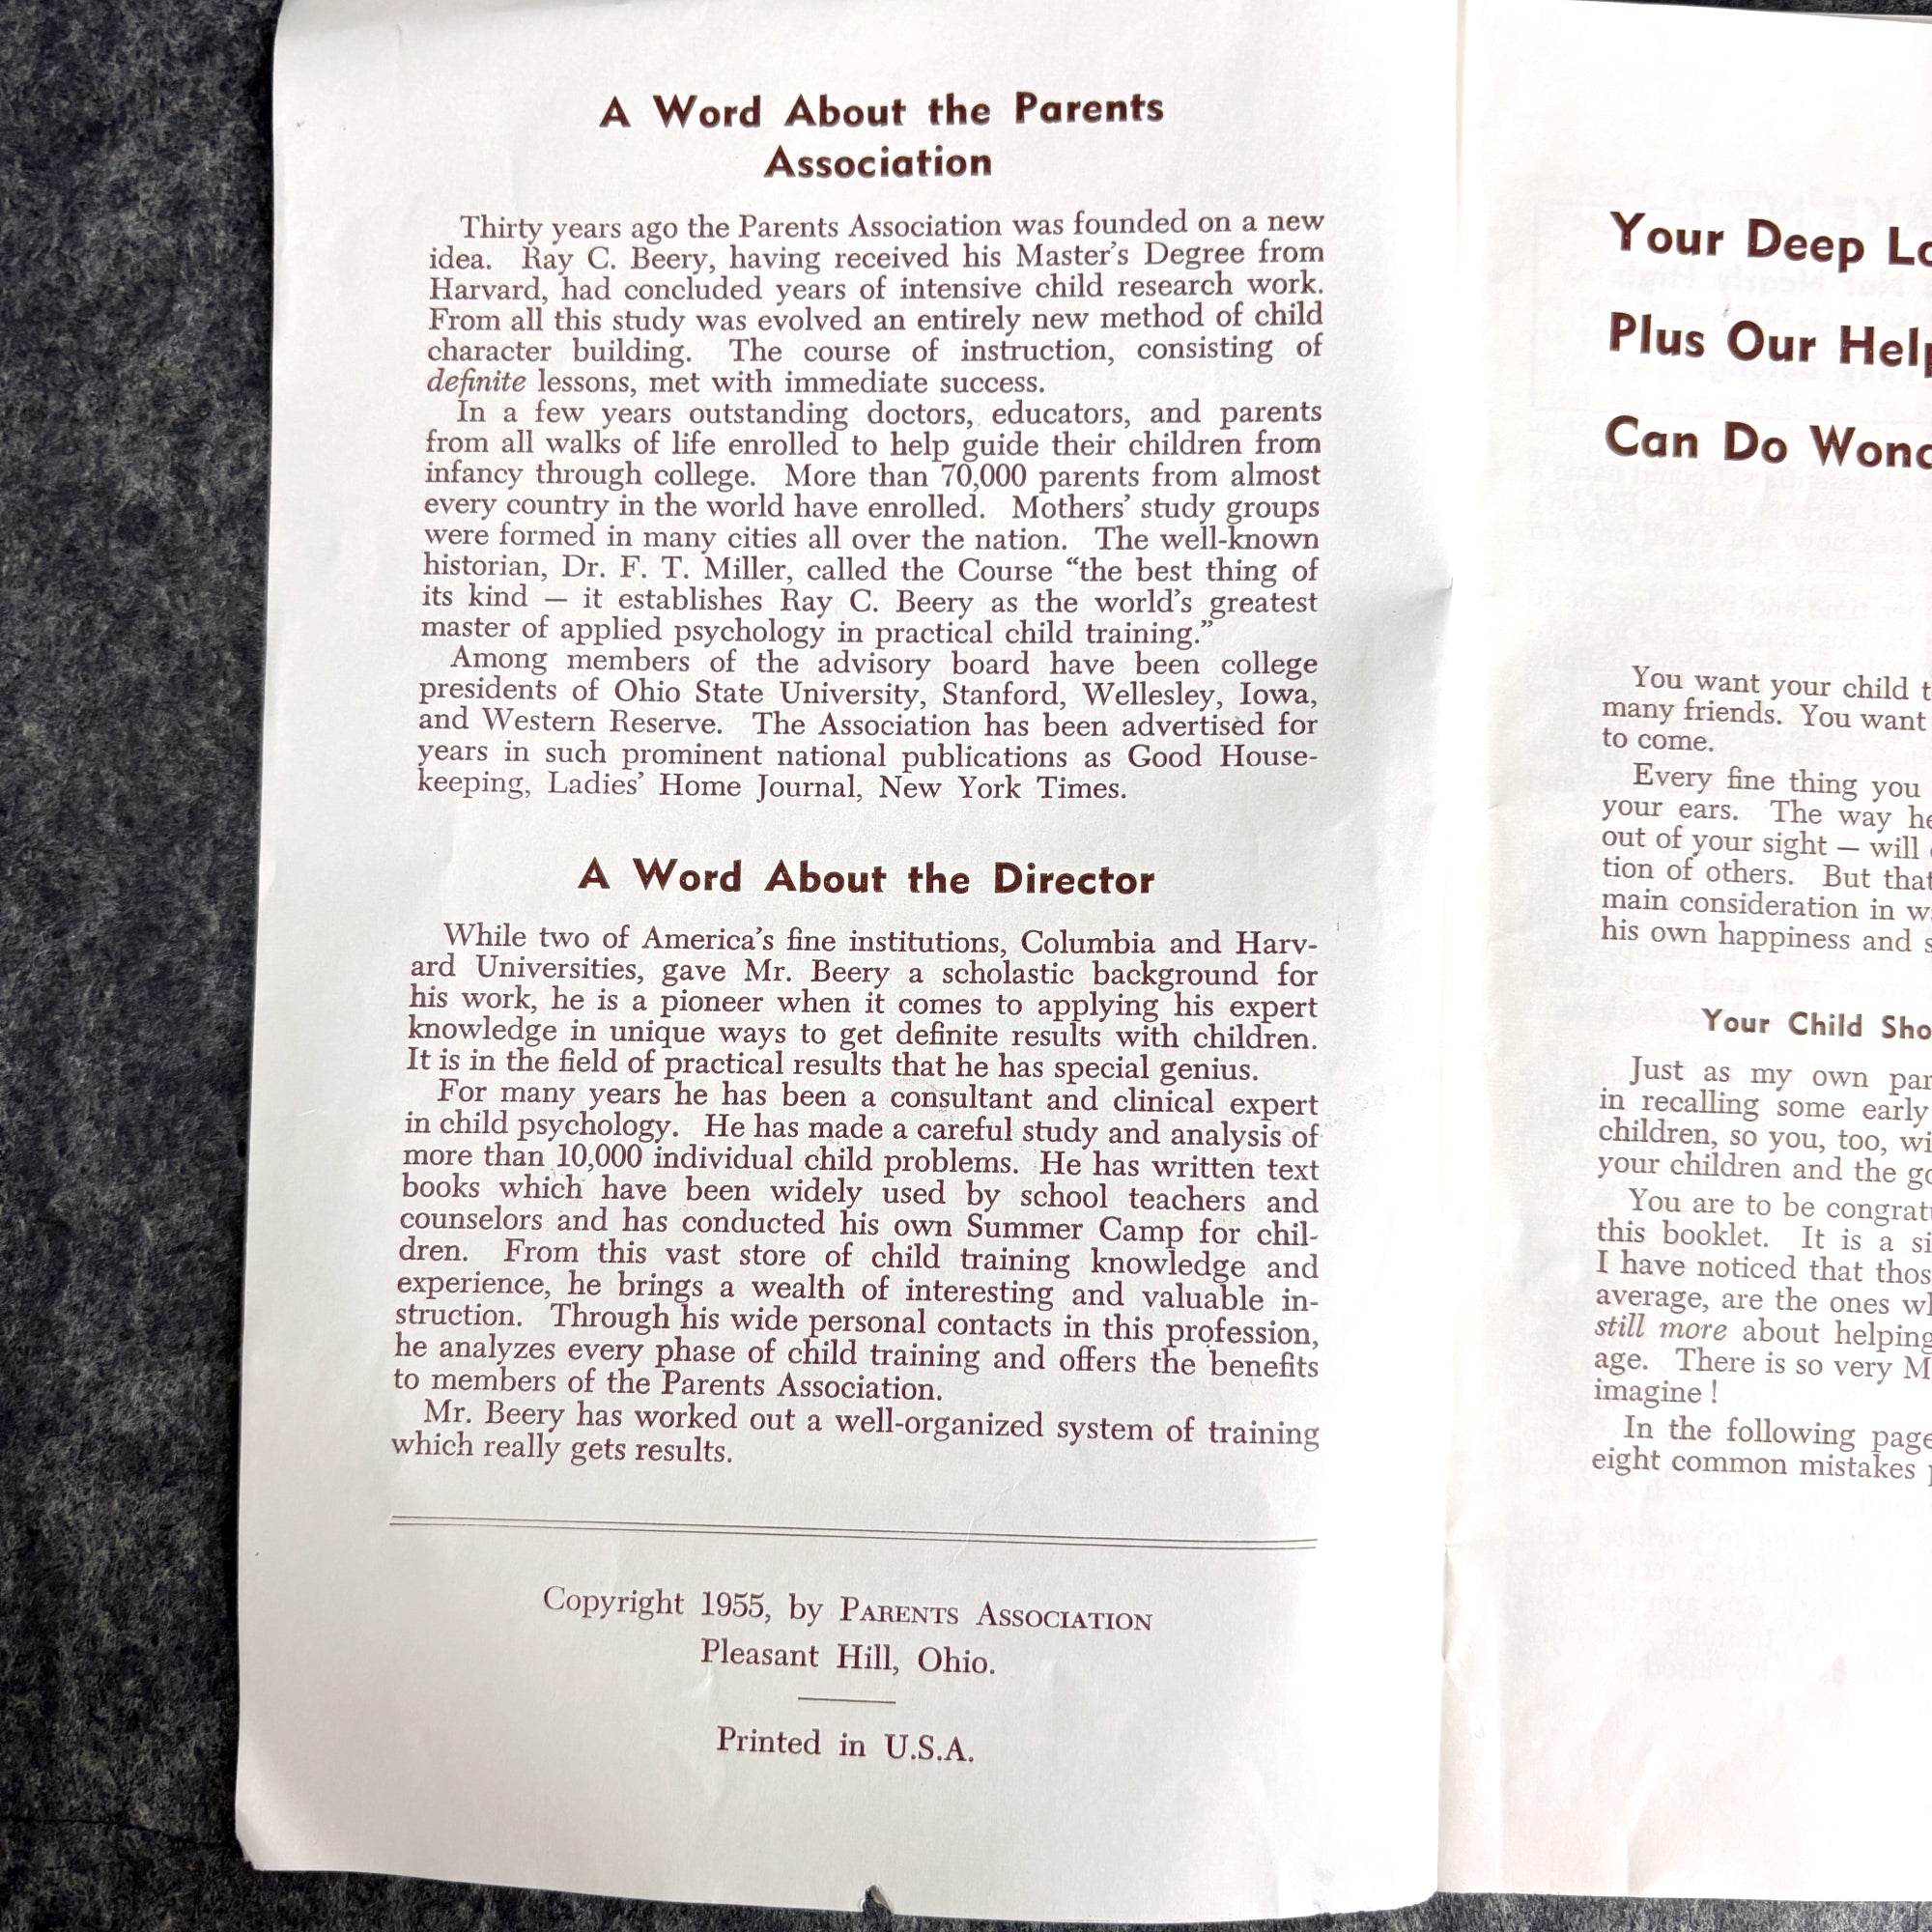 A Word About the Parents
Association
Thirty years ago the Parents Association was founded on a new
idea. Ray C. Beery, having received his Master's Degree from
Harvard, had concluded years of intensive child research work.
From all this study was evolved an entirely new method of child
character building. The course of instruction, consisting of
definite lessons, met with immediate success.
In a few years outstanding doctors, educators, and parents
from all walks of life enrolled to help guide their children from
infancy through college. More than 70,000 parents from almost
every country in the world have enrolled. Mothers' study groups
were formed in many cities all over the nation. The well-known
historian, Dr. F. T. Miller, called the Course “the best thing of
its kind — it establishes Ray C. Beery as the world's greatest
master of applied psychology in practical child training.”
Among members of the advisory board have been college
presidents of Ohio State University, Stanford, Wellesley, Iowa,
and Western Reserve. The Association has been advertised for
years in such prominent national publications as Good House-
keeping, Ladies' Home Journal, New York Times.
A Word About the Director
While two of America's fine institutions, Columbia and Harv-
ard Universities, gave Mr. Beery a scholastic background for
his work, he is a pioneer when it comes to applying his expert
knowledge in unique ways to get definite results with children.
It is in the field of practical results that he has special genius.
For many years he has been a consultant and clinical expert
in child psychology. He has made a careful study and analysis of
more than 10,000 individual child problems. He has written text
books which have been widely used by school teachers and
counselors and has conducted his own Summer Camp for chil-
dren. From this vast store of child training knowledge and
experience, he brings a wealth of interesting and valuable in-
struction. Through his wide personal contacts in this profession,
he analyzes every phase of child training and offers the benefits
to members of the Parents Association.
Mr. Beery has worked out a well-organized system of training
which really gets results.
Copyright 1955, by PARENTS ASSOCIATION
Pleasant Hill, Ohio.
Printed in U.S.A.
Your Deep
Plus Our
Can Do
You want your child
many friends. You want
to come.
Every fine thing you
your ears. The way
out of your sight — will
tion of others. But
main consideration in
his own happiness and
Your Child
Just as my own
in recalling some early
children, so you, too,
your children and the
You are to be
this booklet. It is a
I have noticed that
average, are the ones
still more about helping
age. There is so very
imagine!
In the following
eight common mistakes